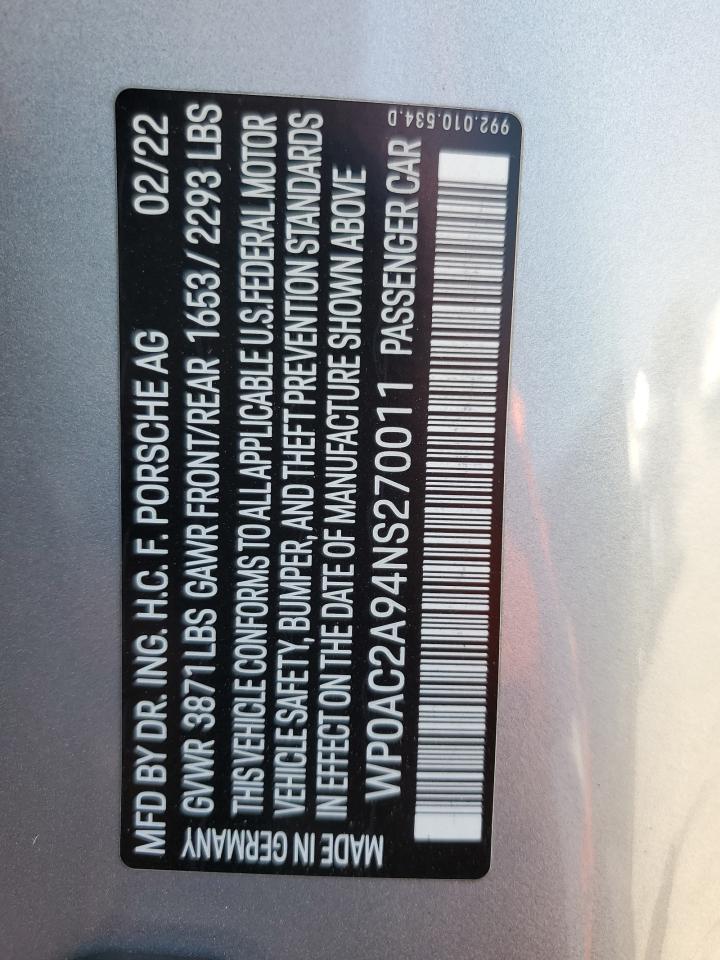 MFD BY DR. ING. H.C. F. PORSCHE AG 02/22
GVWR 3871 LBS GAWR FRONT/REAR 1653 / 2293 LBS
THIS VEHICLE CONFORMS TO ALL APPLICABLE U.S. FEDERAL MOTOR
VEHICLE SAFETY, BUMPER, AND THEFT PREVENTION STANDARDS
IN EFFECT ON THE DATE OF MANUFACTURE SHOWN ABOVE
WP0AC2A94NS270011 PASSENGER CAR
MADE IN GERMANY
992.010.534.D